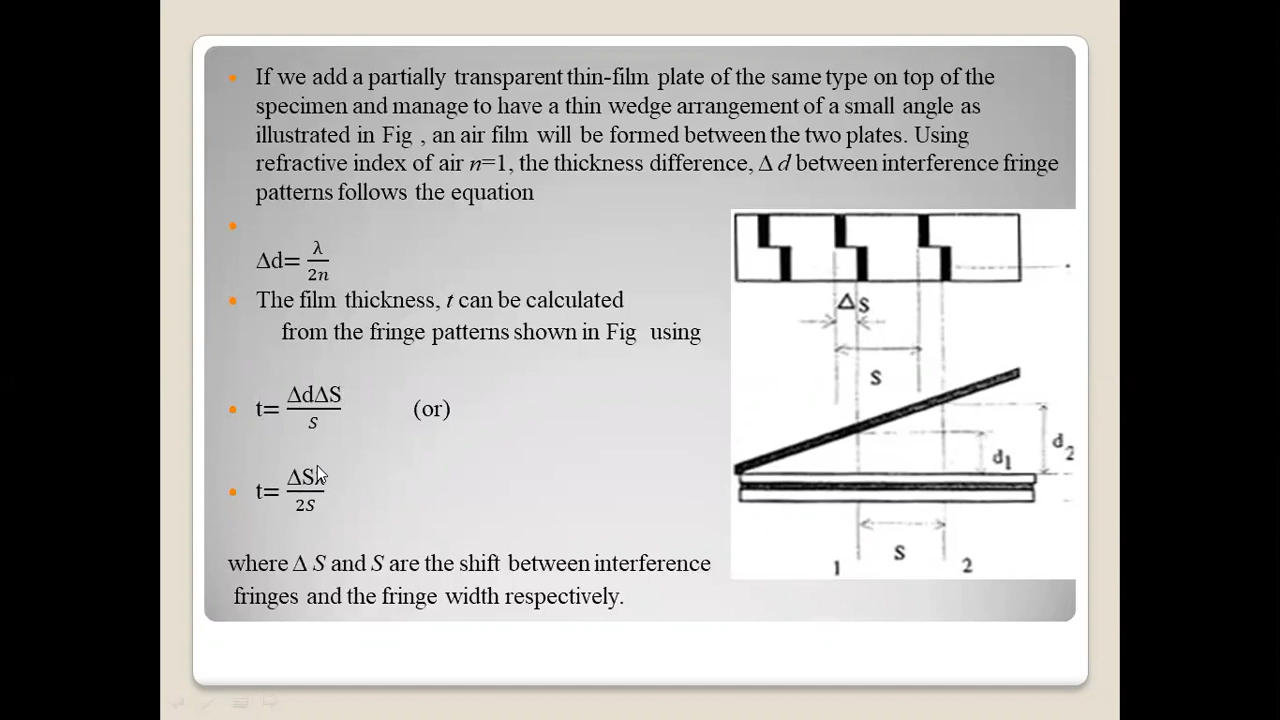 If we add a partially transparent thin-film plate of the same type on top of the
specimen and manage to have a thin wedge arrangement of a small angle as
illustrated in Fig , an air film will be formed between the two plates. Using
refractive index of air n=1, the thickness difference, Δ d between interference fringe
patterns follows the equation
Δd= λ/2n
The film thickness, t can be calculated
from the fringe patterns shown in Fig using
t= ΔdΔS/S (or)
t= ΔSλ/2S
where Δ S and S are the shift between interference
fringes and the fringe width respectively.
ΔS
S
d1
d2
S
1
2